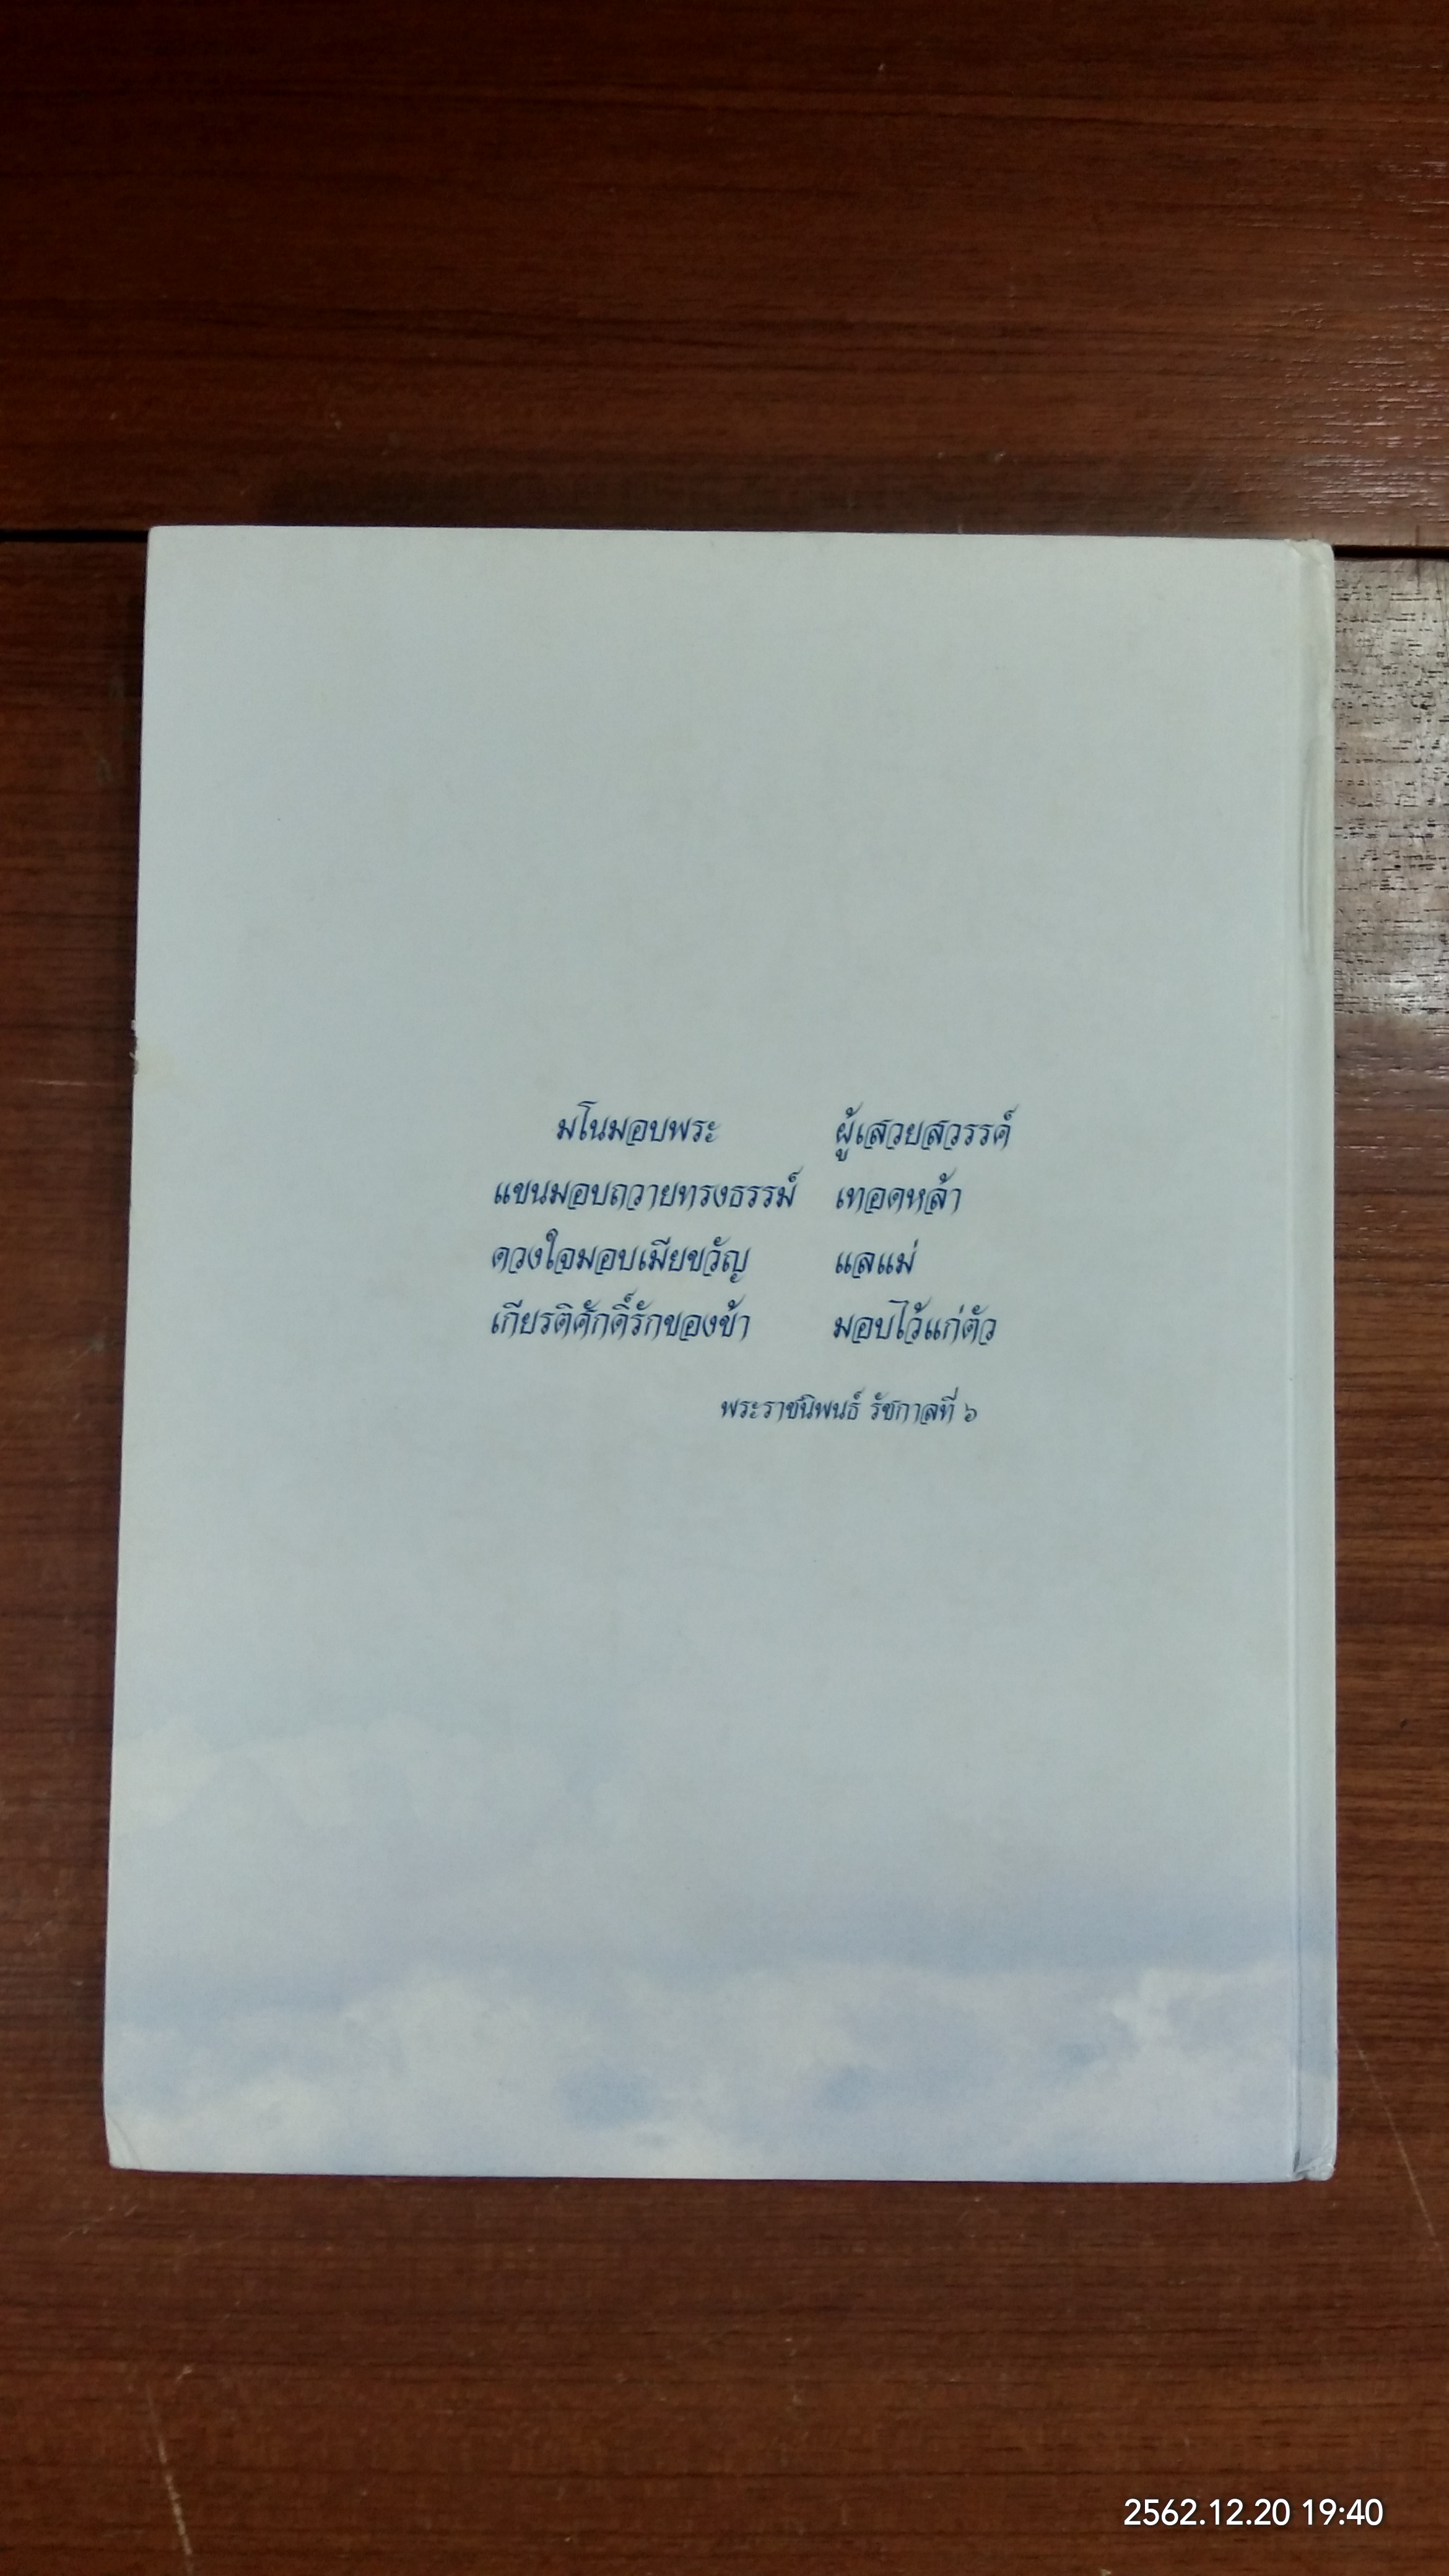 มโนมอบพระ ผู้เสวยสวรรค์
แขนมอบถวายทรงธรรม์ เทอดหล้า
ดวงใจมอบเมียขวัญ แลแม่
เกียรติศักดิ์รักของข้า มอบไว้แก่ตัว
พระราชนิพนธ์ รัชกาลที่ ๖
2562.12.20 19:40